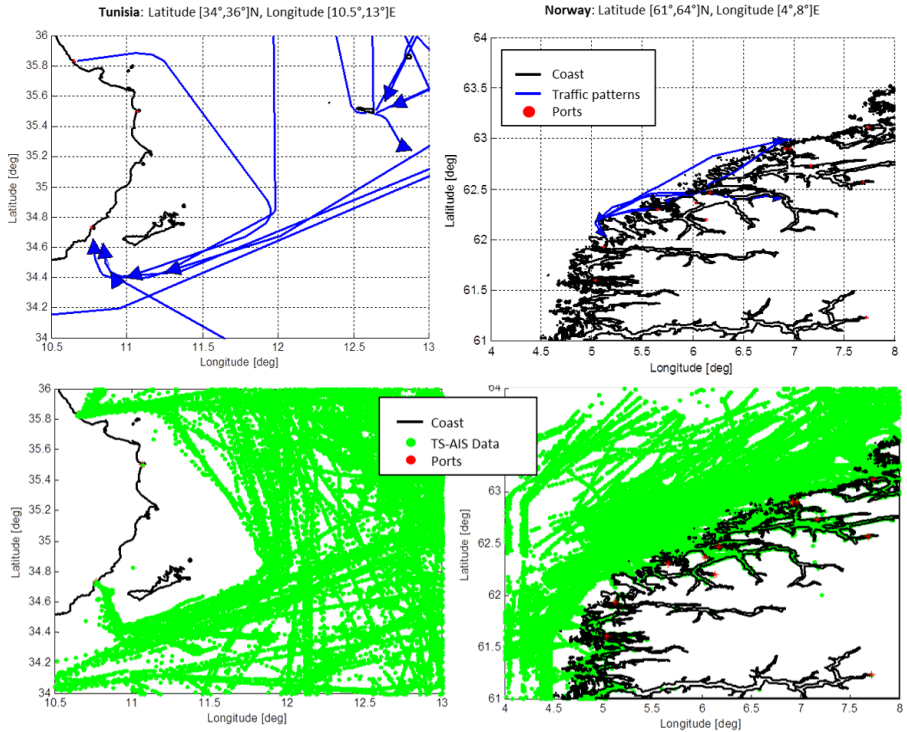 Tunisia: Latitude [34°,36°]N, Longitude [10.5°,13°]E
Norway: Latitude [61°,64°]N, Longitude [4°,8°]E
36
35.8
35.6
35.4
35.2
35
34.8
34.6
34.4
34.2
34
Latitude [deg]
10.5 11 11.5 12 12.5 13
Longitude [deg]
64
63.5
63
62.5
62
61.5
61
Latitude [deg]
4 4.5 5 5.5 6 6.5 7 7.5 8
Longitude [deg]
Coast
Traffic patterns
Ports
36
35.8
35.6
35.4
35.2
35
34.8
34.6
34.4
34.2
34
Latitude [deg]
10.5 11 11.5 12 12.5 13
Longitude [deg]
Coast
TS-AIS Data
Ports
64
63
62.5
62
61.5
61
Latitude [deg]
4 4.5 5 5.5 6 6.5 7 7.5 8
Longitude [deg]